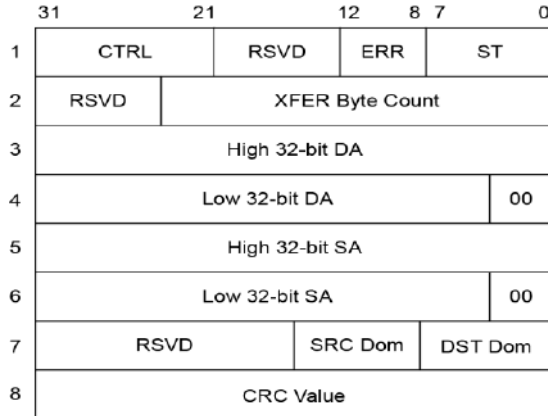 31 21 12 8 7 0
1 CTRL RSVD ERR ST
2 RSVD XFER Byte Count
3 High 32-bit DA
4 Low 32-bit DA 00
5 High 32-bit SA
6 Low 32-bit SA 00
7 RSVD SRC Dom DST Dom
8 CRC Value